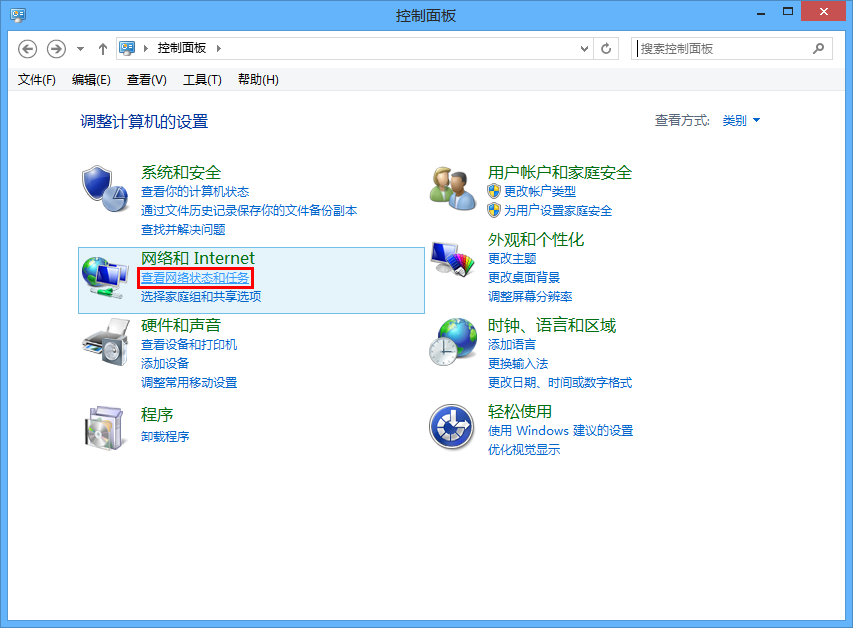 控制面板
控制面板
搜索控制面板
文件(F) 编辑(E) 查看(V) 工具(T) 帮助(H)
调整计算机的设置
查看方式: 类别
系统和安全
查看你的计算机状态
通过文件历史记录保存你的文件备份副本
查找并解决问题
网络和 Internet
查看网络状态和任务
选择家庭组和共享选项
硬件和声音
查看设备和打印机
添加设备
调整常用移动设置
程序
卸载程序
用户帐户和家庭安全
更改帐户类型
为用户设置家庭安全
外观和个性化
更改主题
更改桌面背景
调整屏幕分辨率
时钟、语言和区域
添加语言
更换输入法
更改日期、时间或数字格式
轻松使用
使用 Windows 建议的设置
优化视觉显示